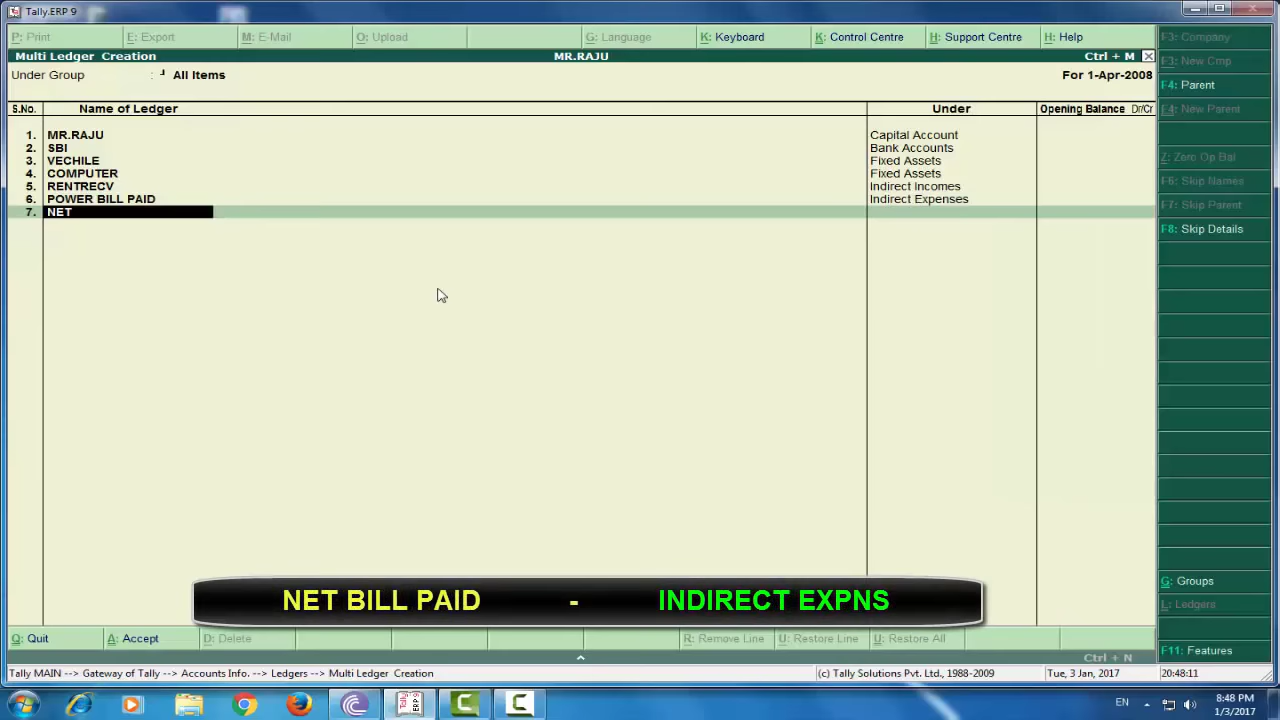 Tally.ERP 9
P: Print E: Export M: E-Mail O: Upload G: Language K: Keyboard K: Control Centre H: Support Centre H: Help
F3: Company
Multi Ledger Creation MR.RAJU Ctrl + M
F3: New Cmp
Under Group : All Items For 1-Apr-2008
F4: Parent
S.No. Name of Ledger Under Opening Balance Dr/Cr
F4: New Parent
1. MR.RAJU Capital Account
2. SBI Bank Accounts
Z: Zero Op Bal
3. VECHILE Fixed Assets
4. COMPUTER Fixed Assets
F6: Skip Names
5. RENTRECV Indirect Incomes
6. POWER BILL PAID Indirect Expenses
F7: Skip Parent
7. NET
F8: Skip Details
G: Groups
NET BILL PAID - INDIRECT EXPNS
L: Ledgers
Q: Quit A: Accept D: Delete R: Remove Line U: Restore Line U: Restore All
F11: Features
Ctrl + N
Tally MAIN --> Gateway of Tally --> Accounts Info. --> Ledgers --> Multi Ledger Creation (c) Tally Solutions Pvt. Ltd., 1988-2009 Tue, 3 Jan, 2017 20:48:11
EN 8:48 PM
1/3/2017